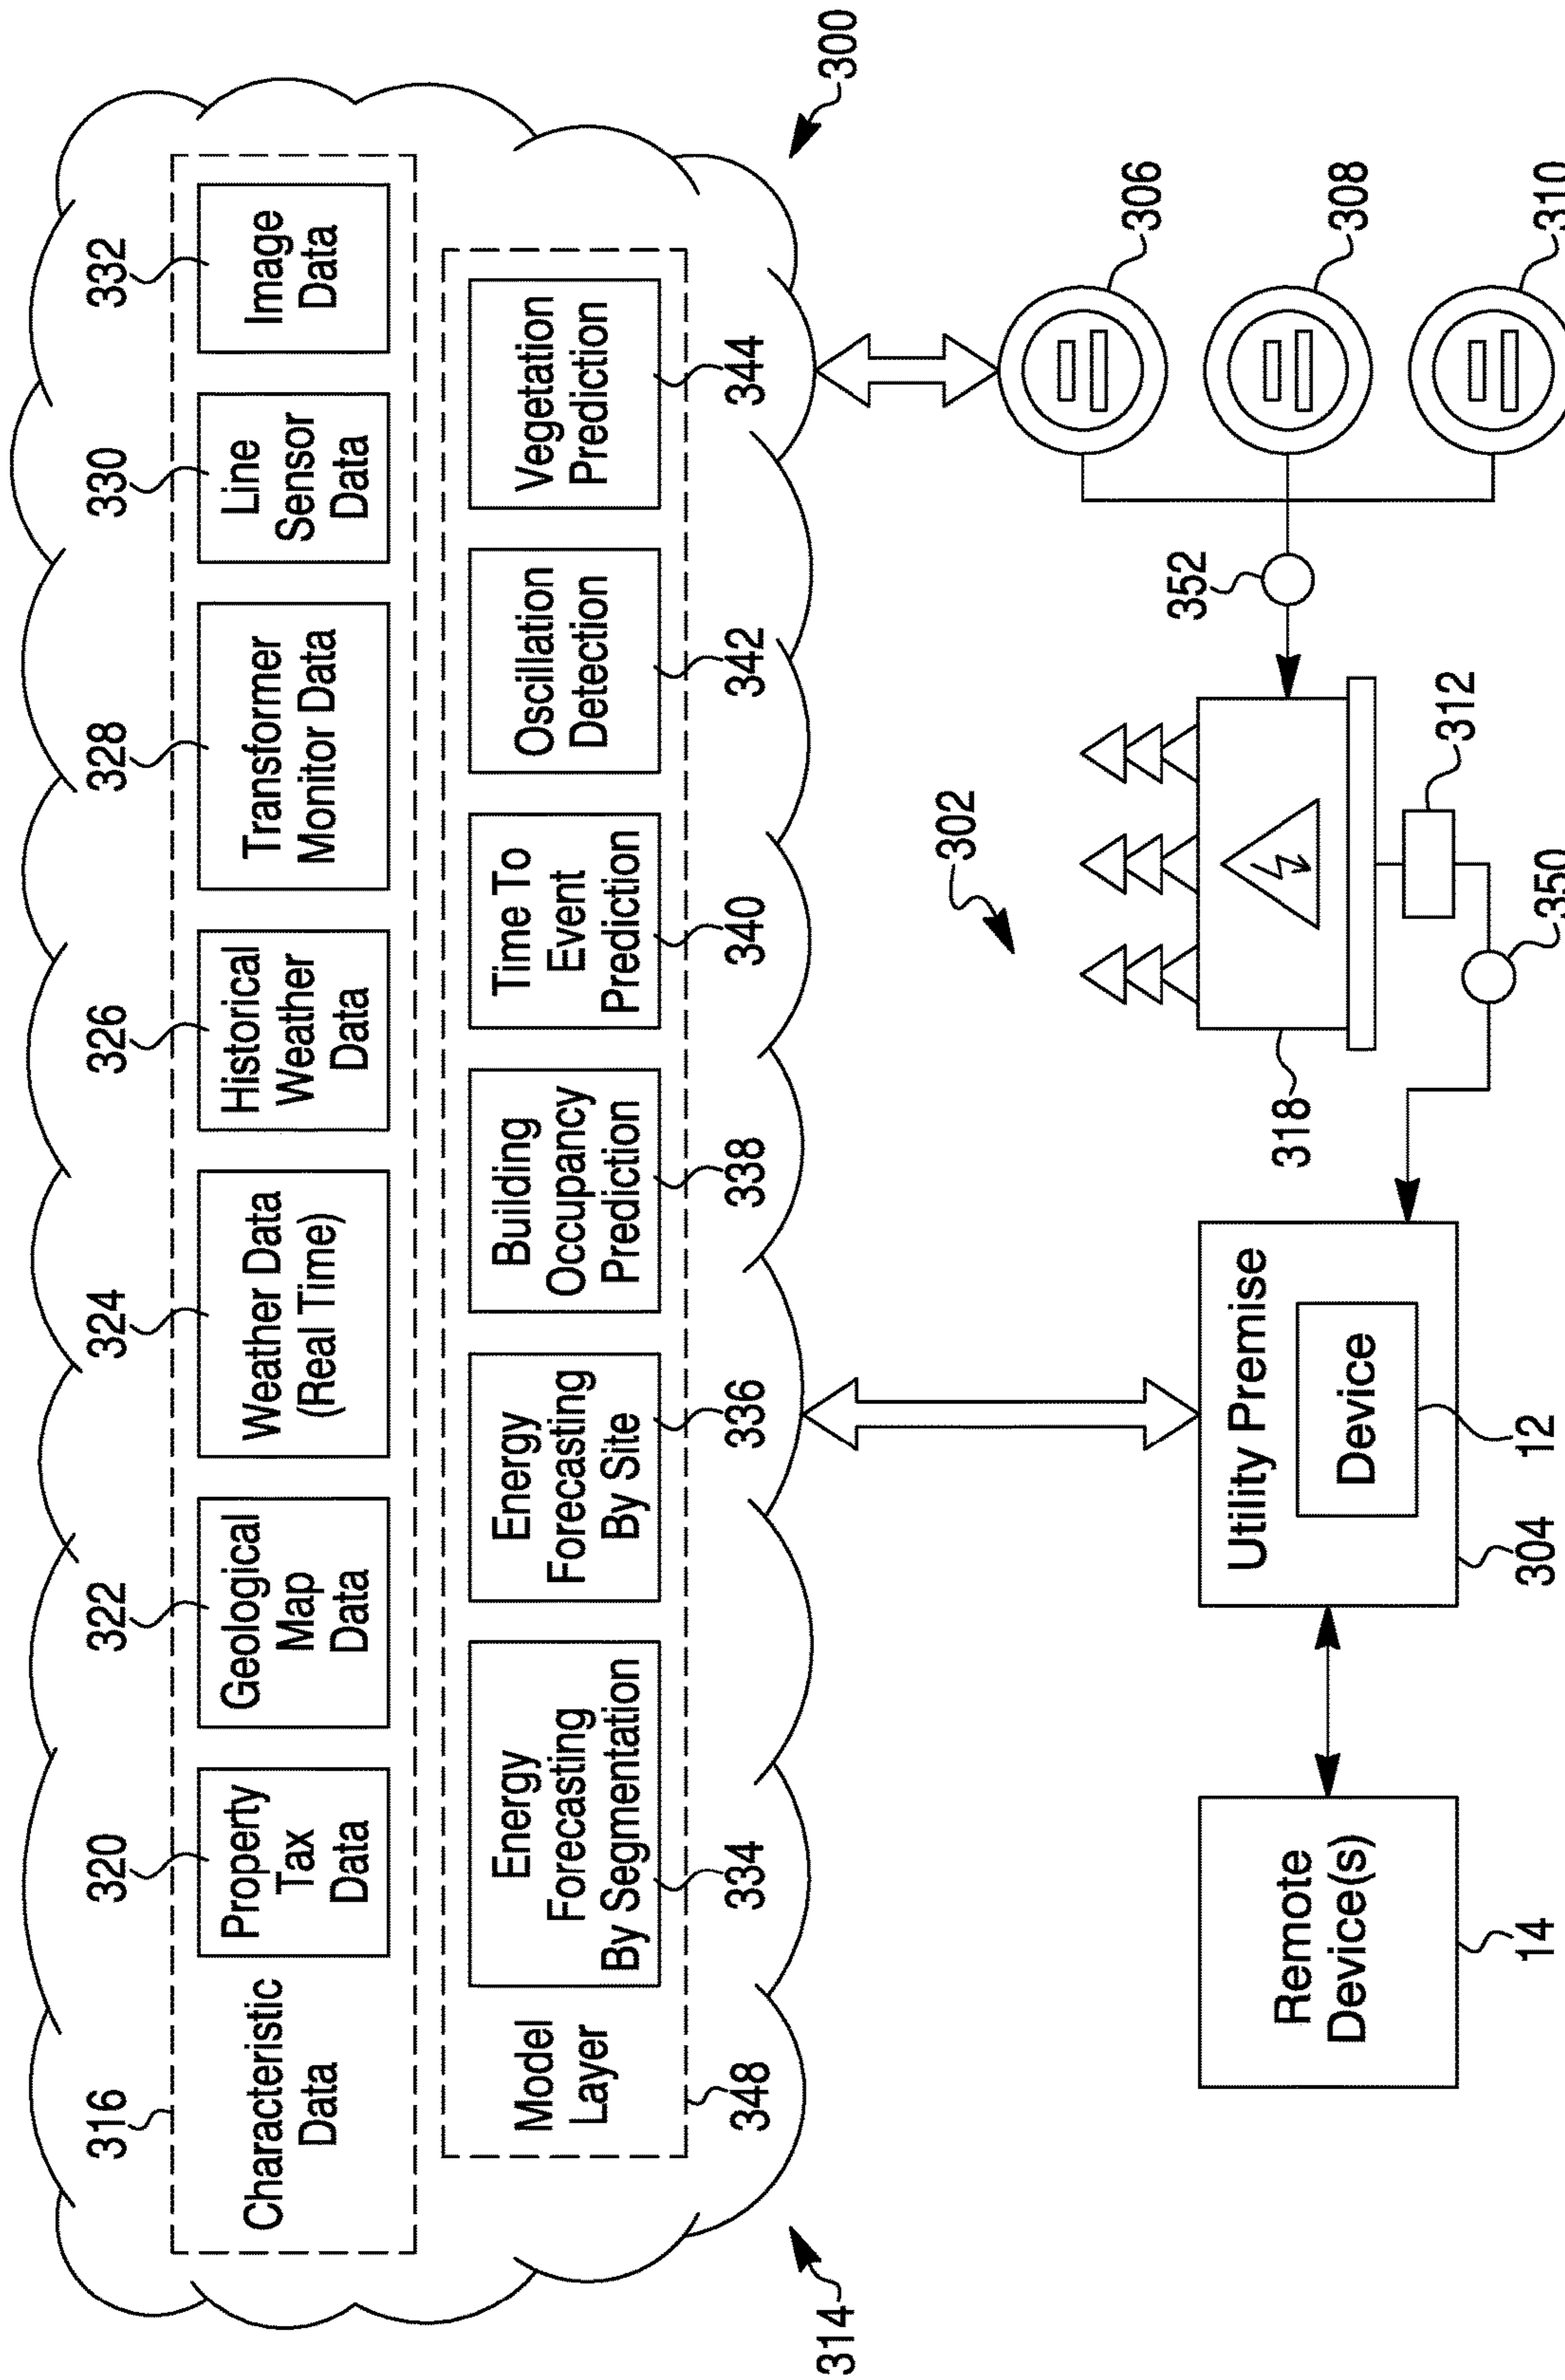 316
320
322
324
326
328
330
332
Characteristic
Data
Property
Tax
Data
Geological
Map
Data
Weather Data
(Real Time)
Historical
Weather
Data
Transformer
Monitor Data
Line
Sensor
Data
Image
Data
Model
Layer
Energy
Forecasting
By Segmentation
Energy
Forecasting
By Site
Building
Occupancy
Prediction
Time To
Event
Prediction
Oscillation
Detection
Vegetation
Prediction
348
334
336
338
340
342
344
314
300
302
306
308
310
352
312
318
350
Remote
Device(s)
14
Utility Premise
Device
304
12